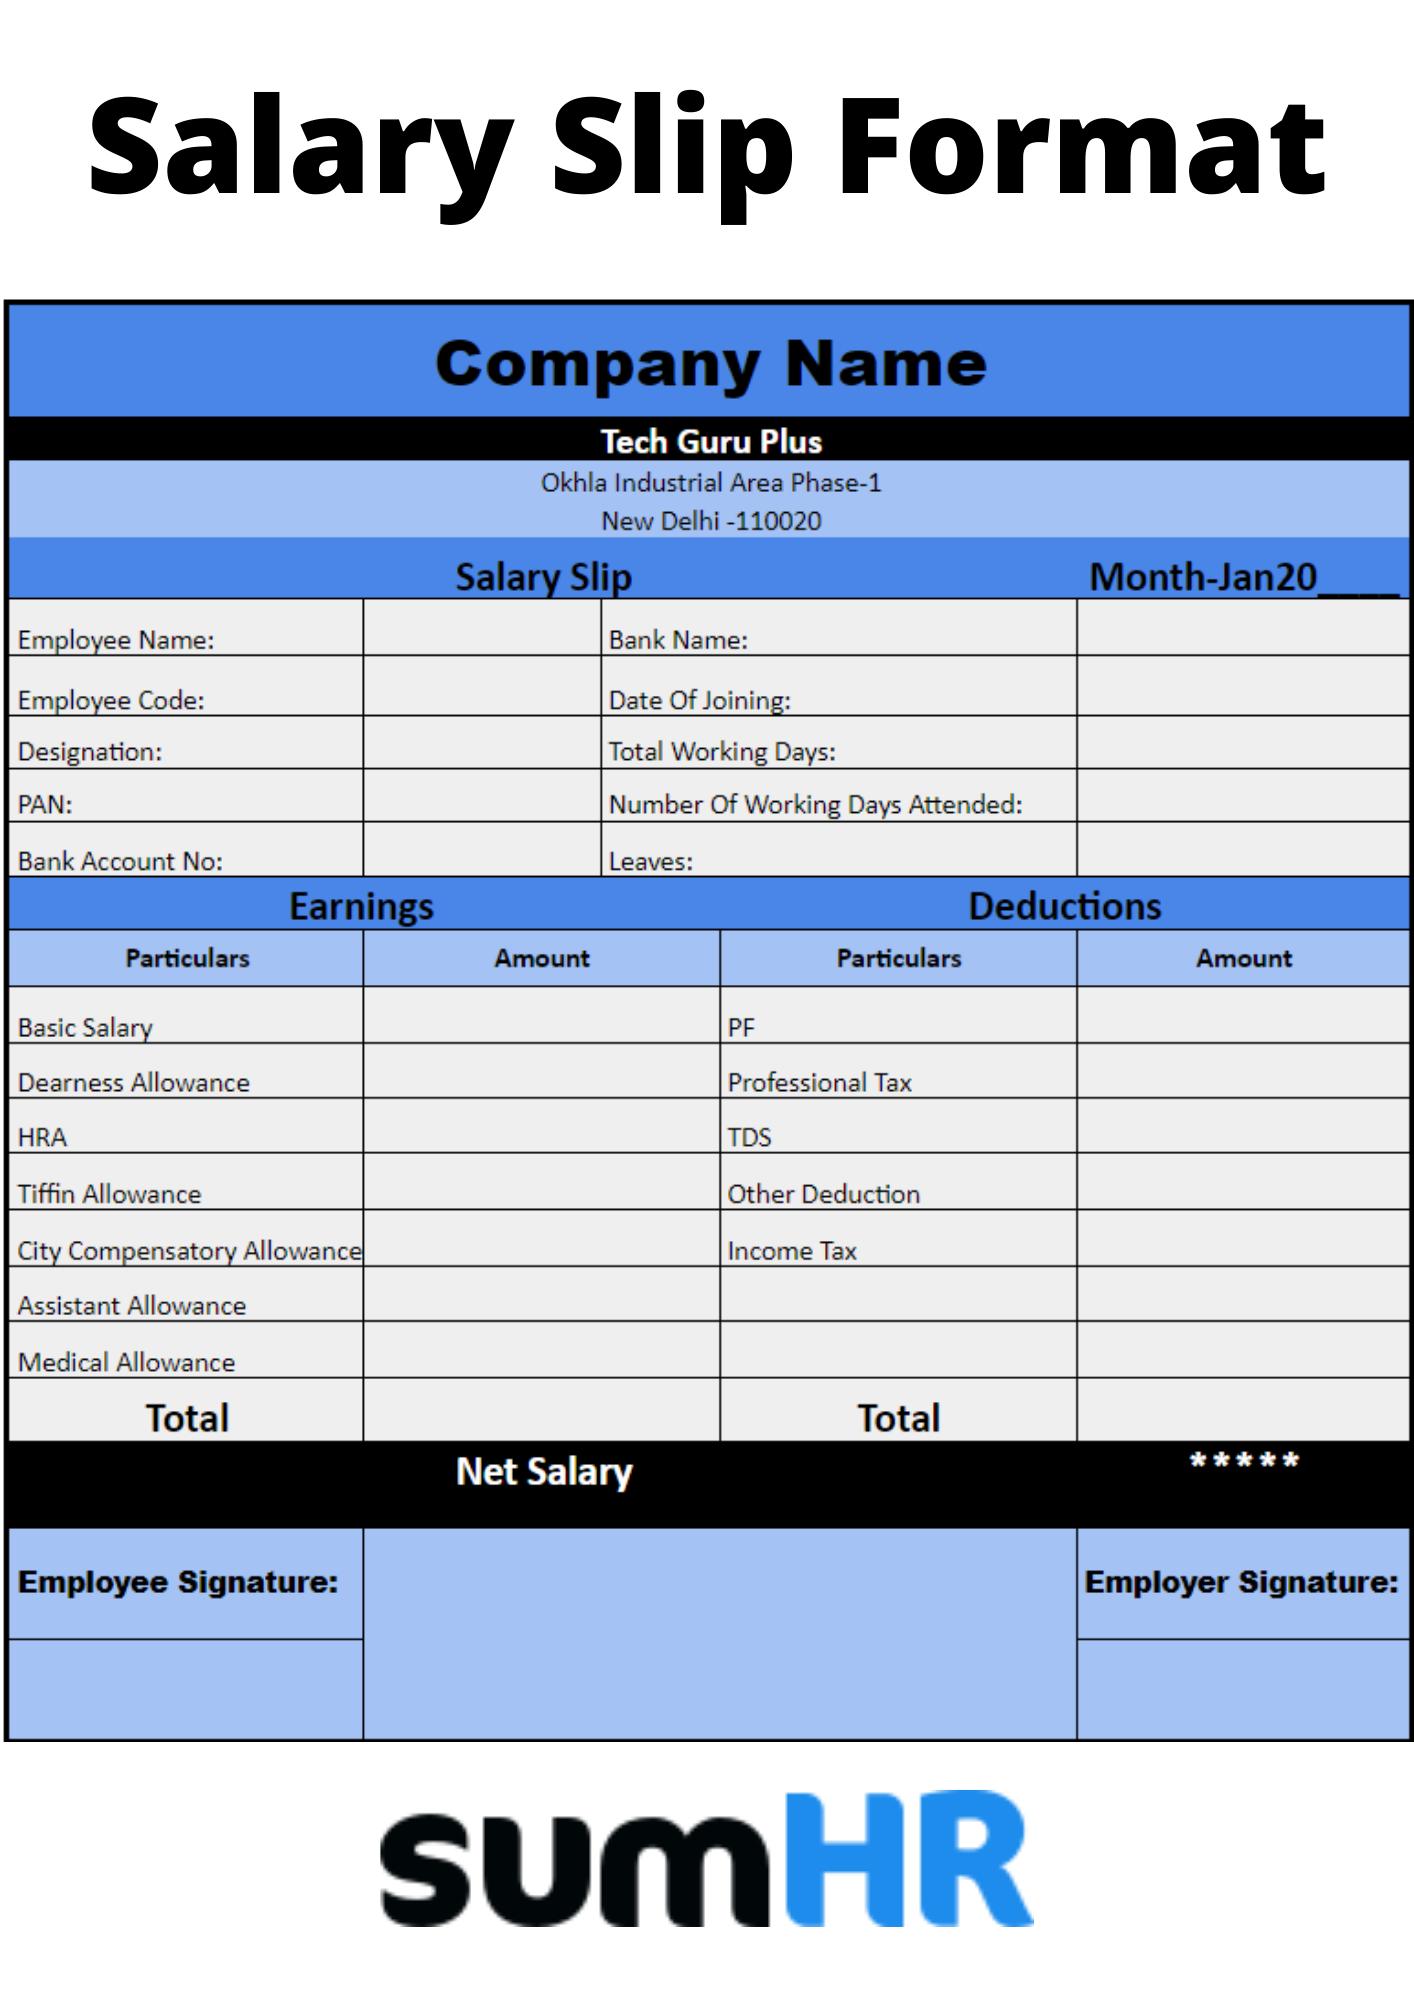 Salary Slip Format
Company Name
Tech Guru Plus
Okhla Industrial Area Phase-1
New Delhi -110020
Salary Slip Month-Jan20____
Employee Name: Bank Name:
Employee Code: Date Of Joining:
Designation: Total Working Days:
PAN: Number Of Working Days Attended:
Bank Account No: Leaves:
Earnings Deductions
Particulars Amount Particulars Amount
Basic Salary PF
Dearness Allowance Professional Tax
HRA TDS
Tiffin Allowance Other Deduction
City Compensatory Allowance Income Tax
Assistant Allowance
Medical Allowance
Total Total
Net Salary *****
Employee Signature: Employer Signature:
sumHR